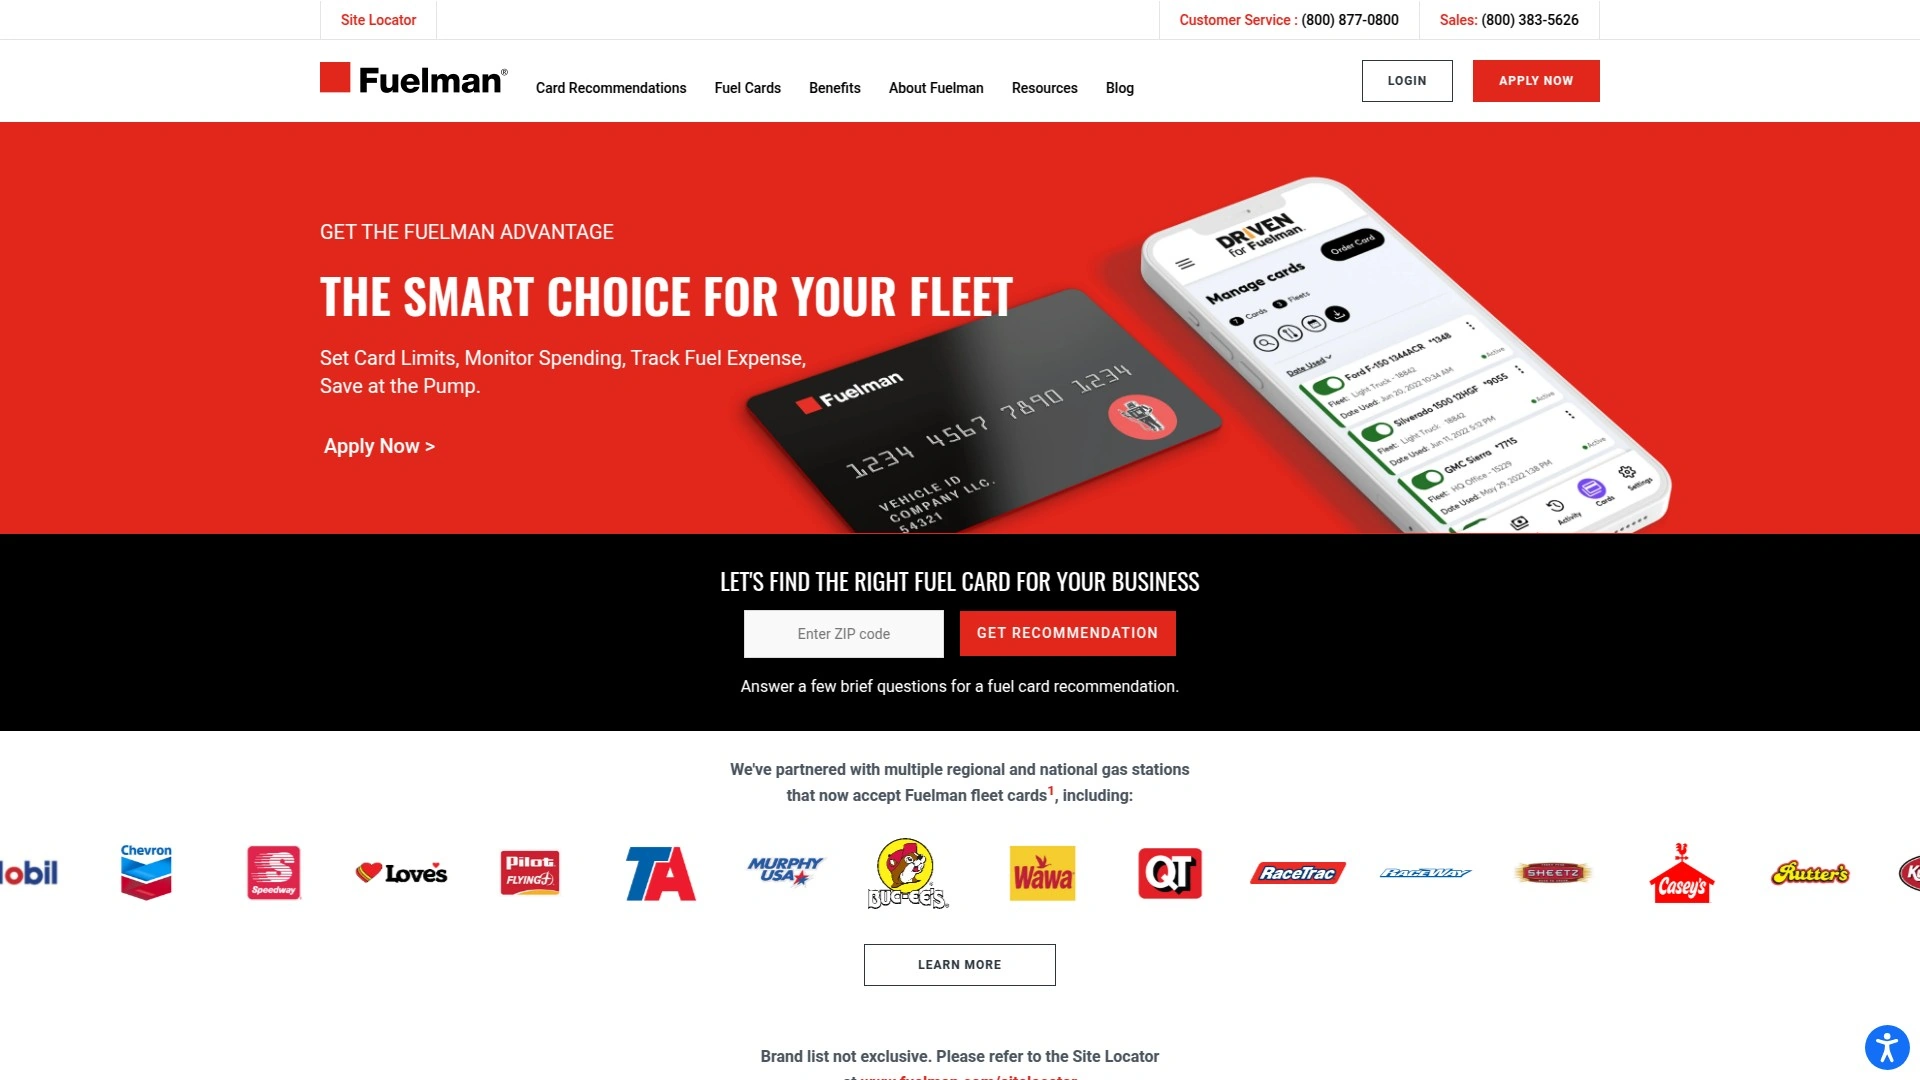 Site Locator
Customer Service : (800) 877-0800
Sales: (800) 383-5626
Fuelman®
Card Recommendations
Fuel Cards
Benefits
About Fuelman
Resources
Blog
LOGIN
APPLY NOW
GET THE FUELMAN ADVANTAGE
THE SMART CHOICE FOR YOUR FLEET
Set Card Limits, Monitor Spending, Track Fuel Expense,
Save at the Pump.
Apply Now >
Fuelman
1234 4567 7890 1234
VEHICLE ID
COMPANY LLC.
54321
DRIVEN
for Fuelman.
Manage cards
Order Card
7 Cards 3 Fleets
Date Used
Ford F-150 1344ACR *1348
Fleet: Light Truck - 18842
Active
Date Used: Jun 20, 2022 10:34 AM
Silverado 1500 12HGF *9055
Fleet: Light Truck - 18842
Active
Date Used: Jun 11, 2022 5:12 PM
GMC Sierra *7715
Fleet: HQ Office - 15229
Active
Date Used: May 29, 2022 1:38 PM
Activity
Cards
Settings
LET'S FIND THE RIGHT FUEL CARD FOR YOUR BUSINESS
Enter ZIP code
GET RECOMMENDATION
Answer a few brief questions for a fuel card recommendation.
We've partnered with multiple regional and national gas stations
that now accept Fuelman fleet cards1, including:
obil
Chevron
Speedway
Love's
Pilot
FLYING J
TA
MURPHY
USA
BUC-EE'S
Wawa
QT
RaceTrac
RACEWAY
SHEETZ
Casey's
Rutter's
LEARN MORE
Brand list not exclusive. Please refer to the Site Locator
at www.fuelman.com/sitelocator